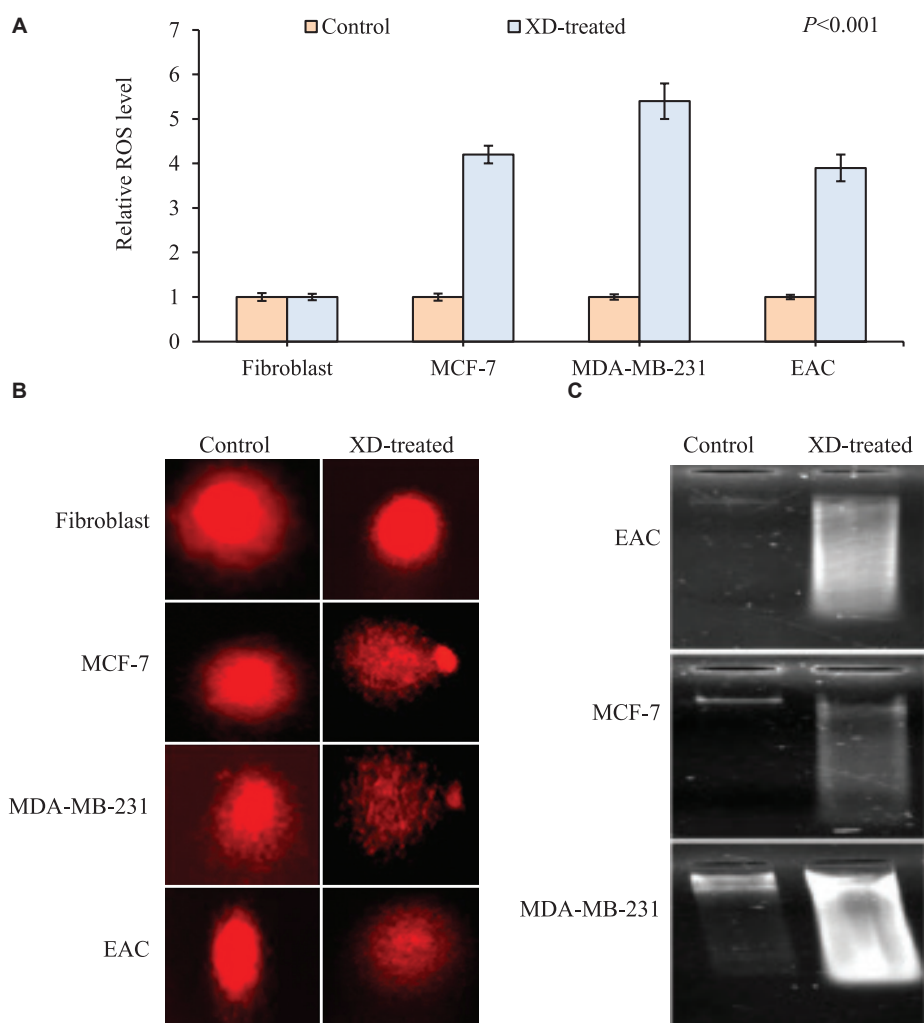 A
Control
XD-treated
P<0.001
7
6
5
4
3
2
1
0
Relative ROS level
Fibroblast
MCF-7
MDA-MB-231
EAC
B
Control
XD-treated
Fibroblast
MCF-7
MDA-MB-231
EAC
C
Control
XD-treated
EAC
MCF-7
MDA-MB-231